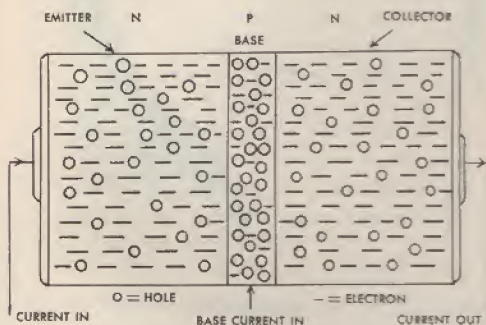 EMITTER N P N COLLECTOR
BASE
O = HOLE – = ELECTRON
CURRENT IN BASE CURRENT IN CURRENT OUT